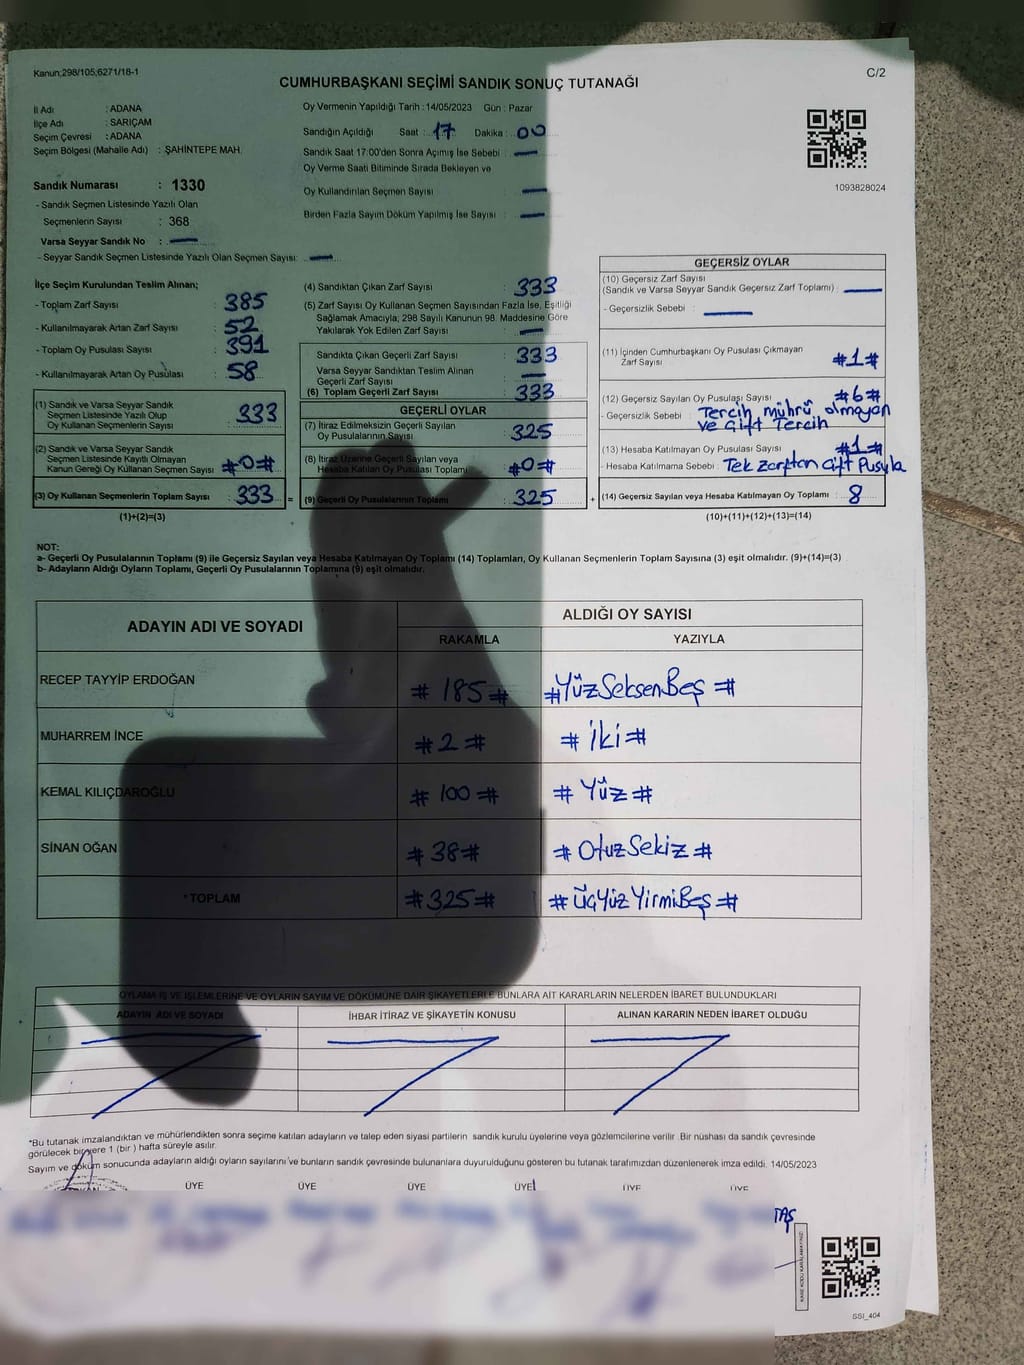 Kanun;298/105;6271/18-1
C/2
CUMHURBAŞKANI SEÇİMİ SANDIK SONUÇ TUTANAĞI
İl Adı : ADANA
İlçe Adı : SARIÇAM
Seçim Çevresi : ADANA
Seçim Bölgesi (Mahalle Adı) : ŞAHİNTEPE MAH.
Sandık Numarası : 1330
- Sandık Seçmen Listesinde Yazılı Olan
Seçmenlerin Sayısı : 368
Varsa Seyyar Sandık No :
- Seyyar Sandık Seçmen Listesinde Yazılı Olan Seçmen Sayısı:
Oy Vermenin Yapıldığı Tarih : 14/05/2023 Gün : Pazar
Sandığın Açıldığı Saat : 17 Dakika : 00
Sandık Saat 17:00'den Sonra Açımış İse Sebebi :
Oy Verme Saati Bitiminde Sırada Bekleyen ve
Oy Kullandırılan Seçmen Sayısı :
Birden Fazla Sayım Döküm Yapılmış İse Sayısı :
1093828024
İlçe Seçim Kurulundan Teslim Alınan;
- Toplam Zarf Sayısı : 385
- Kullanılmayarak Artan Zarf Sayısı : 52
- Toplam Oy Pusulası Sayısı : 391
- Kullanılmayarak Artan Oy Pusulası : 58
(1) Sandık ve Varsa Seyyar Sandık
Seçmen Listesinde Yazılı Olup
Oy Kullanan Seçmenlerin Sayısı : 333
(2) Sandık ve Varsa Seyyar Sandık
Seçmen Listesinde Kayıtlı Olmayan
Kanun Gereği Oy Kullanan Seçmen Sayısı : #0#
(3) Oy Kullanan Seçmenlerin Toplam Sayısı : 333 =
(1)+(2)=(3)
(4) Sandıktan Çıkan Zarf Sayısı : 333
(5) Zarf Sayısı Oy Kullanan Seçmen Sayısından Fazla İse, Eşitliği
Sağlamak Amacıyla, 298 Sayılı Kanunun 98. Maddesine Göre
Yakılarak Yok Edilen Zarf Sayısı :
Sandıkta Çıkan Geçerli Zarf Sayısı : 333
Varsa Seyyar Sandıktan Teslim Alınan
Geçerli Zarf Sayısı :
(6) Toplam Geçerli Zarf Sayısı : 333
GEÇERLİ OYLAR
(7) İtiraz Edilmeksizin Geçerli Sayılan
Oy Pusulalarının Sayısı : 325
(8) İtiraz Üzerine Geçerli Sayılan veya
Hesaba Katılan Oy Pusulası Toplamı : #0#
(9) Geçerli Oy Pusulalarının Toplamı : 325 +
GEÇERSİZ OYLAR
(10) Geçersiz Zarf Sayısı
(Sandık ve Varsa Seyyar Sandık Geçersiz Zarf Toplamı) :
- Geçersizlik Sebebi :
(11) İçinden Cumhurbaşkanı Oy Pusulası Çıkmayan
Zarf Sayısı : #1#
(12) Geçersiz Sayılan Oy Pusulası Sayısı : #6#
- Geçersizlik Sebebi : Tercih mührü olmayan
ve Çift Tercih
(13) Hesaba Katılmayan Oy Pusulası Sayısı : #1#
- Hesaba Katılmama Sebebi : Tek zarftan çift Pusula
(14) Geçersiz Sayılan veya Hesaba Katılmayan Oy Toplamı : 8
(10)+(11)+(12)+(13)=(14)
NOT:
a- Geçerli Oy Pusulalarının Toplamı (9) ile Geçersiz Sayılan veya Hesaba Katılmayan Oy Toplamı (14) Toplamları, Oy Kullanan Seçmenlerin Toplam Sayısına (3) eşit olmalıdır. (9)+(14)=(3)
b- Adayların Aldığı Oyların Toplamı, Geçerli Oy Pusulalarının Toplamına (9) eşit olmalıdır.
ADAYIN ADI VE SOYADI
ALDIĞI OY SAYISI
RAKAMLA YAZIYLA
RECEP TAYYİP ERDOĞAN # 185 # #YüzSeksenBeş #
MUHARREM İNCE # 2 # # İki #
KEMAL KILIÇDAROĞLU # 100 # # Yüz #
SİNAN OĞAN # 38 # # OtuzSekiz #
* TOPLAM # 325 # # ÜçYüzYirmiBeş #
OYLAMA İŞ VE İŞLEMLERİNE VE OYLARIN SAYIM VE DÖKÜMÜNE DAİR ŞİKAYETLERLE BUNLARA AİT KARARLARIN NELERDEN İBARET BULUNDUKLARI
ADAYIN ADI VE SOYADI İHBAR İTİRAZ VE ŞİKAYETİN KONUSU ALINAN KARARIN NEDEN İBARET OLDUĞU
*Bu tutanak imzalandıktan ve mühürlendikten sonra seçime katılan adayların ve talep eden siyasi partilerin sandık kurulu üyelerine veya gözlemcilerine verilir. Bir nüshası da sandık çevresinde
görülecek bir yere 1 (bir ) hafta süreyle asılır.
Sayım ve döküm sonucunda adayların aldığı oyların sayılarını ve bunların sandık çevresinde bulunanlara duyurulduğunu gösteren bu tutanak tarafımızdan düzenlenerek imza edildi. 14/05/2023
ÜYE ÜYE ÜYE ÜYE ÜYE ÜYE
TAŞ
SSI_404